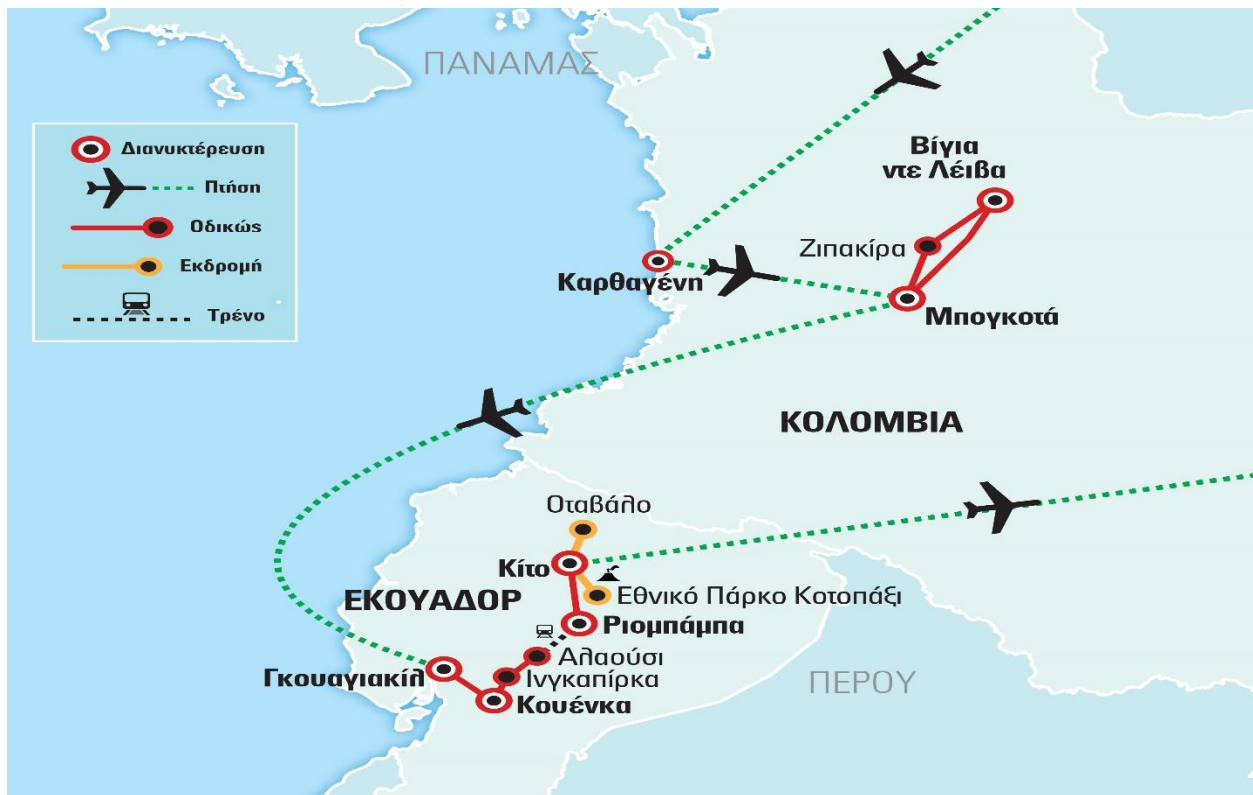 ΠΑΝΑΜΑΣ
Διανυκτέρευση
Πτήση
Οδικώς
Εκδρομή
Τρένο
Βίγια
ντε Λέιβα
Ζιπακίρα
Καρθαγένη
Μπογκοτά
ΚΟΛΟΜΒΙΑ
Οταβάλο
Κίτο
Εθνικό Πάρκο Κοτοπάξι
ΕΚΟΥΑΔΟΡ
Ριομπάμπα
Αλαούσι
Γκουαγιακίλ
Ινγκαπίρκα
ΠΕΡΟΥ
Κουένκα